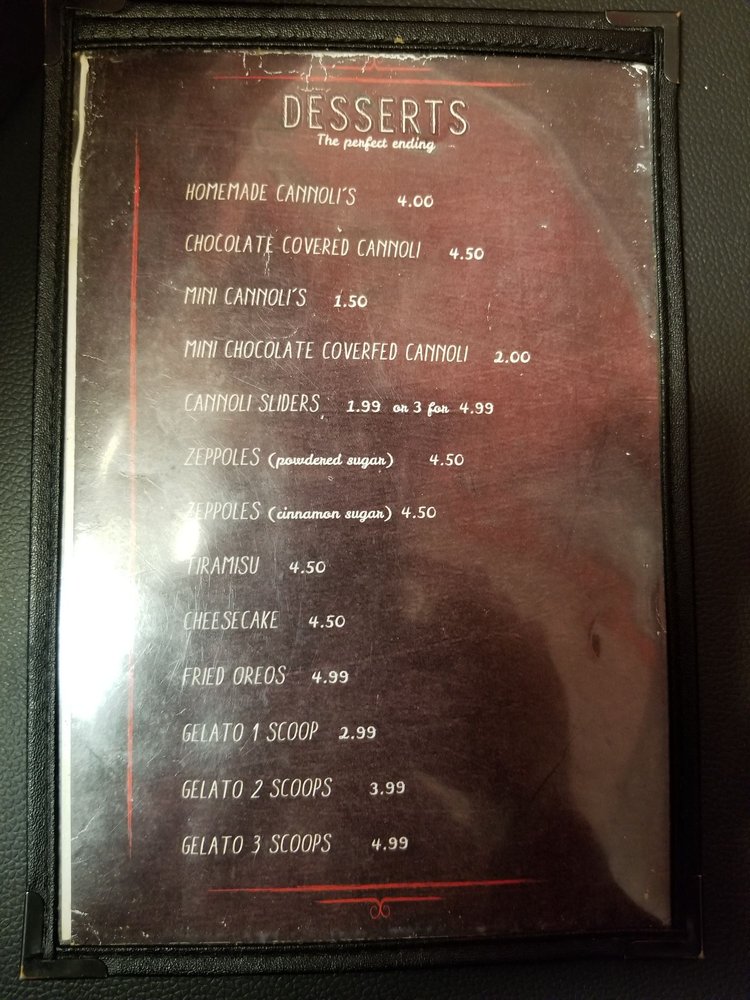 DESSERTS
The perfect ending
HOMEMADE CANNOLI'S 4.00
CHOCOLATE COVERED CANNOLI 4.50
MINI CANNOLI'S 1.50
MINI CHOCOLATE COVERFED CANNOLI 2.00
CANNOLI SLIDERS, 1.99 or 3 for 4.99
ZEPPOLES (powdered sugar) 4.50
ZEPPOLES (cinnamon sugar) 4.50
TIRAMISU 4.50
CHEESECAKE 4.50
FRIED OREOS 4.99
GELATO 1 SCOOP 2.99
GELATO 2 SCOOPS 3.99
GELATO 3 SCOOPS 4.99